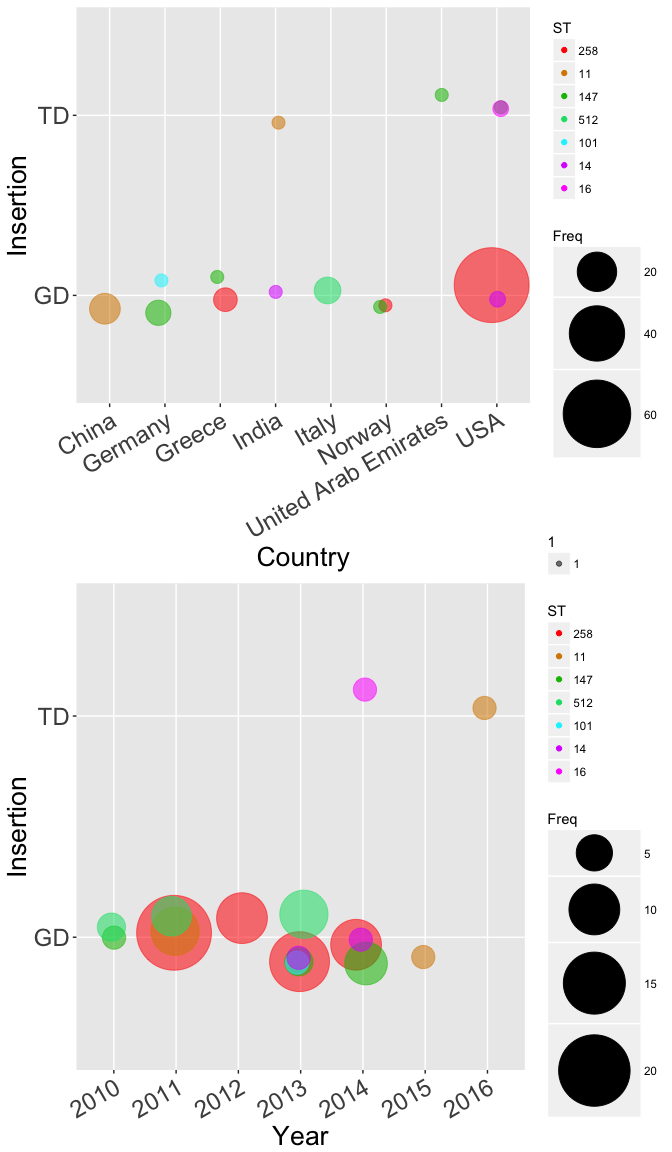 Insertion
TD
GD
China
Germany
Greece
India
Italy
Norway
United Arab Emirates
USA
Country
ST
258
11
147
512
101
14
16
Freq
20
40
60
Insertion
TD
GD
2010
2011
2012
2013
2014
2015
2016
Year
1
1
ST
258
11
147
512
101
14
16
Freq
5
10
15
20